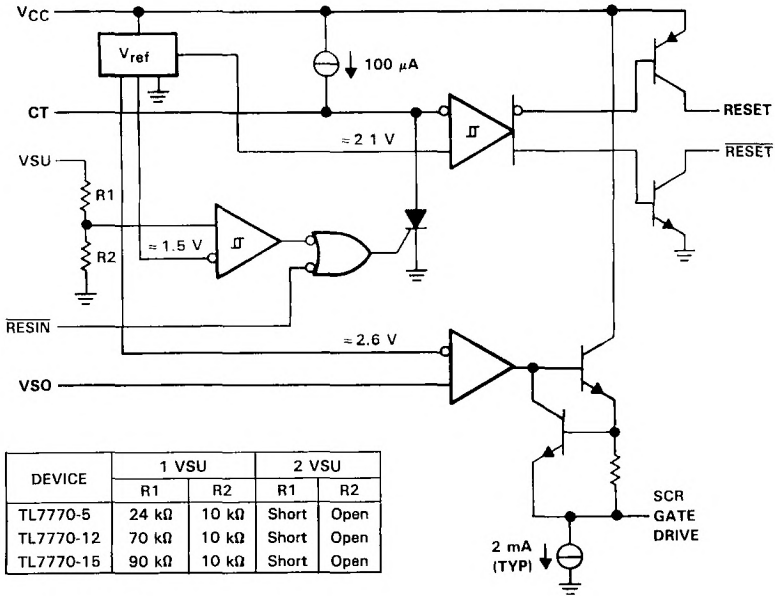 VCC
Vref
100 μA
CT
≈ 2 1 V
RESET
RESET
VSU
R1
R2
≈ 1.5 V
RESIN
≈ 2.6 V
VSO
DEVICE 1 VSU 2 VSU
R1 R2 R1 R2
TL7770-5 24 kΩ 10 kΩ Short Open
TL7770-12 70 kΩ 10 kΩ Short Open
TL7770-15 90 kΩ 10 kΩ Short Open
SCR
GATE
DRIVE
2 mA
(TYP)